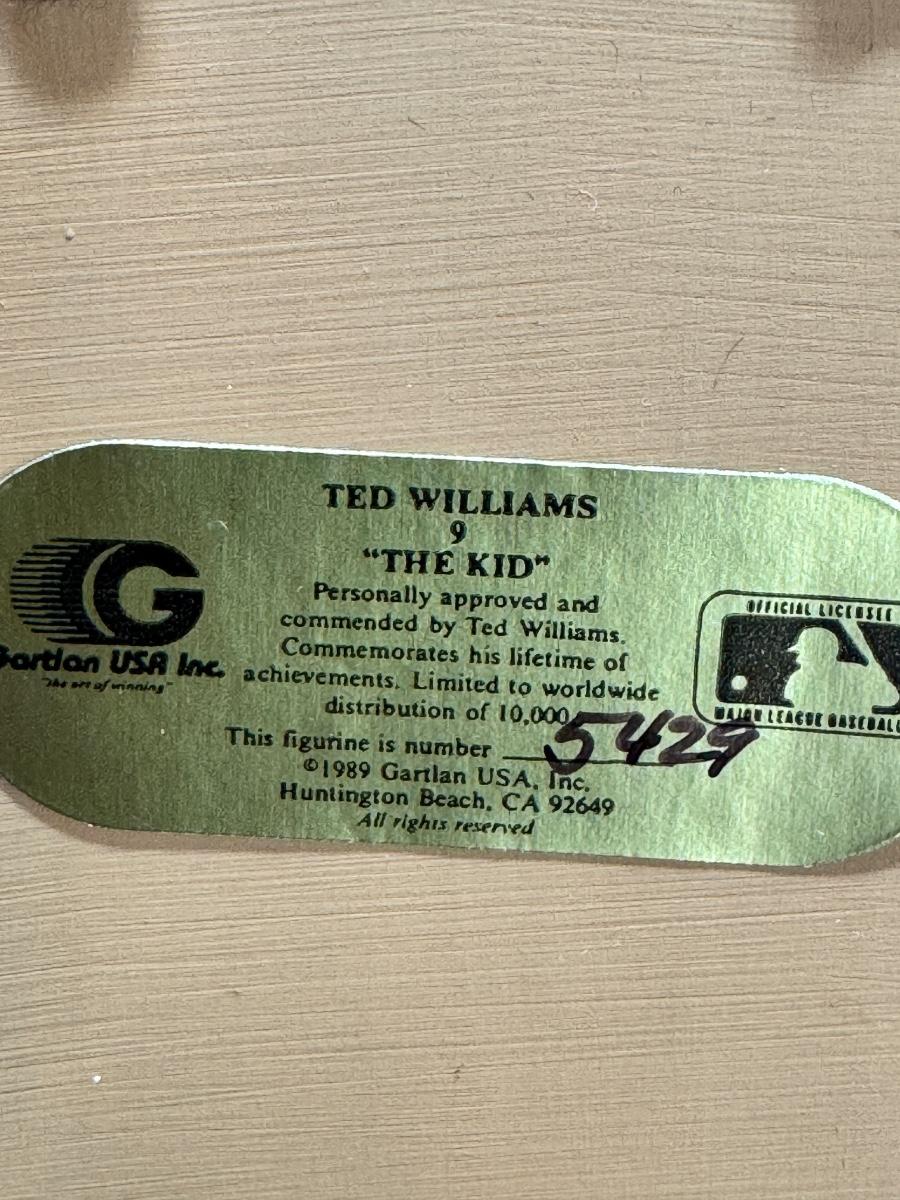 TED WILLIAMS
9
"THE KID"
Personally approved and
commended by Ted Williams.
Commemorates his lifetime of
achievements. Limited to worldwide
distribution of 10,000
This figurine is number 5429
©1989 Gartlan USA, Inc.
Huntington Beach, CA 92649
All rights reserved
Gartlan USA Inc.
"the art of winning"
OFFICIAL LICENSEE
MAJOR LEAGUE BASEBALL